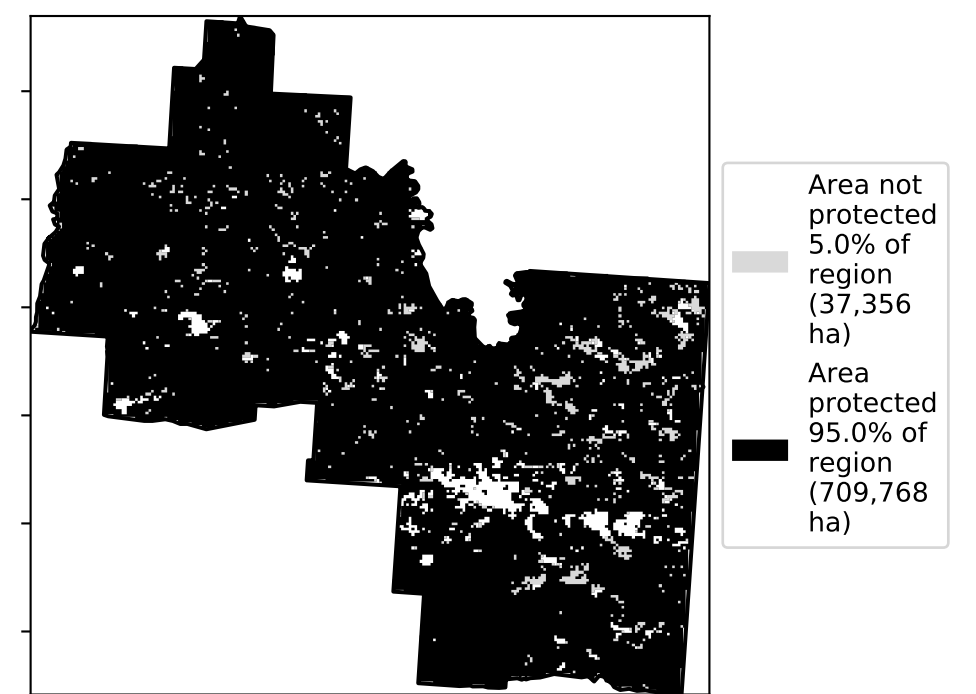 Area not
protected
5.0% of
region
(37,356
ha)
Area
protected
95.0% of
region
(709,768
ha)